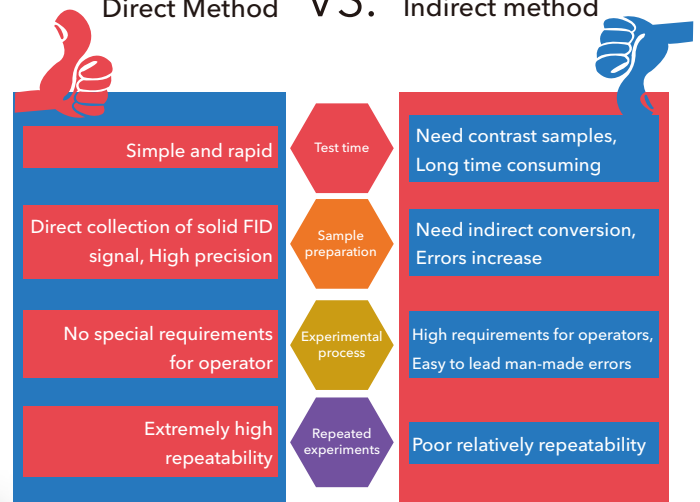 Direct Method VS. Indirect method
Simple and rapid
Test time
Need contrast samples,
Long time consuming
Direct collection of solid FID
signal, High precision
Sample
preparation
Need indirect conversion,
Errors increase
No special requirements
for operator
Experimental
process
High requirements for operators,
Easy to lead man-made errors
Extremely high
repeatability
Repeated
experiments
Poor relatively repeatability